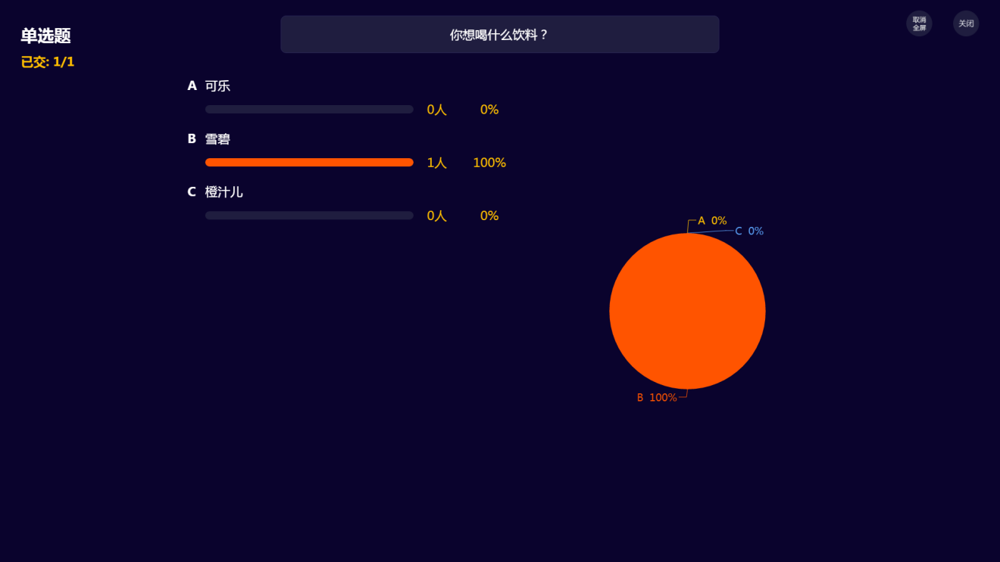 单选题
已交: 1/1
你想喝什么饮料？
取消
全屏
关闭
A 可乐
0人 0%
B 雪碧
1人 100%
C 橙汁儿
0人 0%
A 0%
C 0%
B 100%